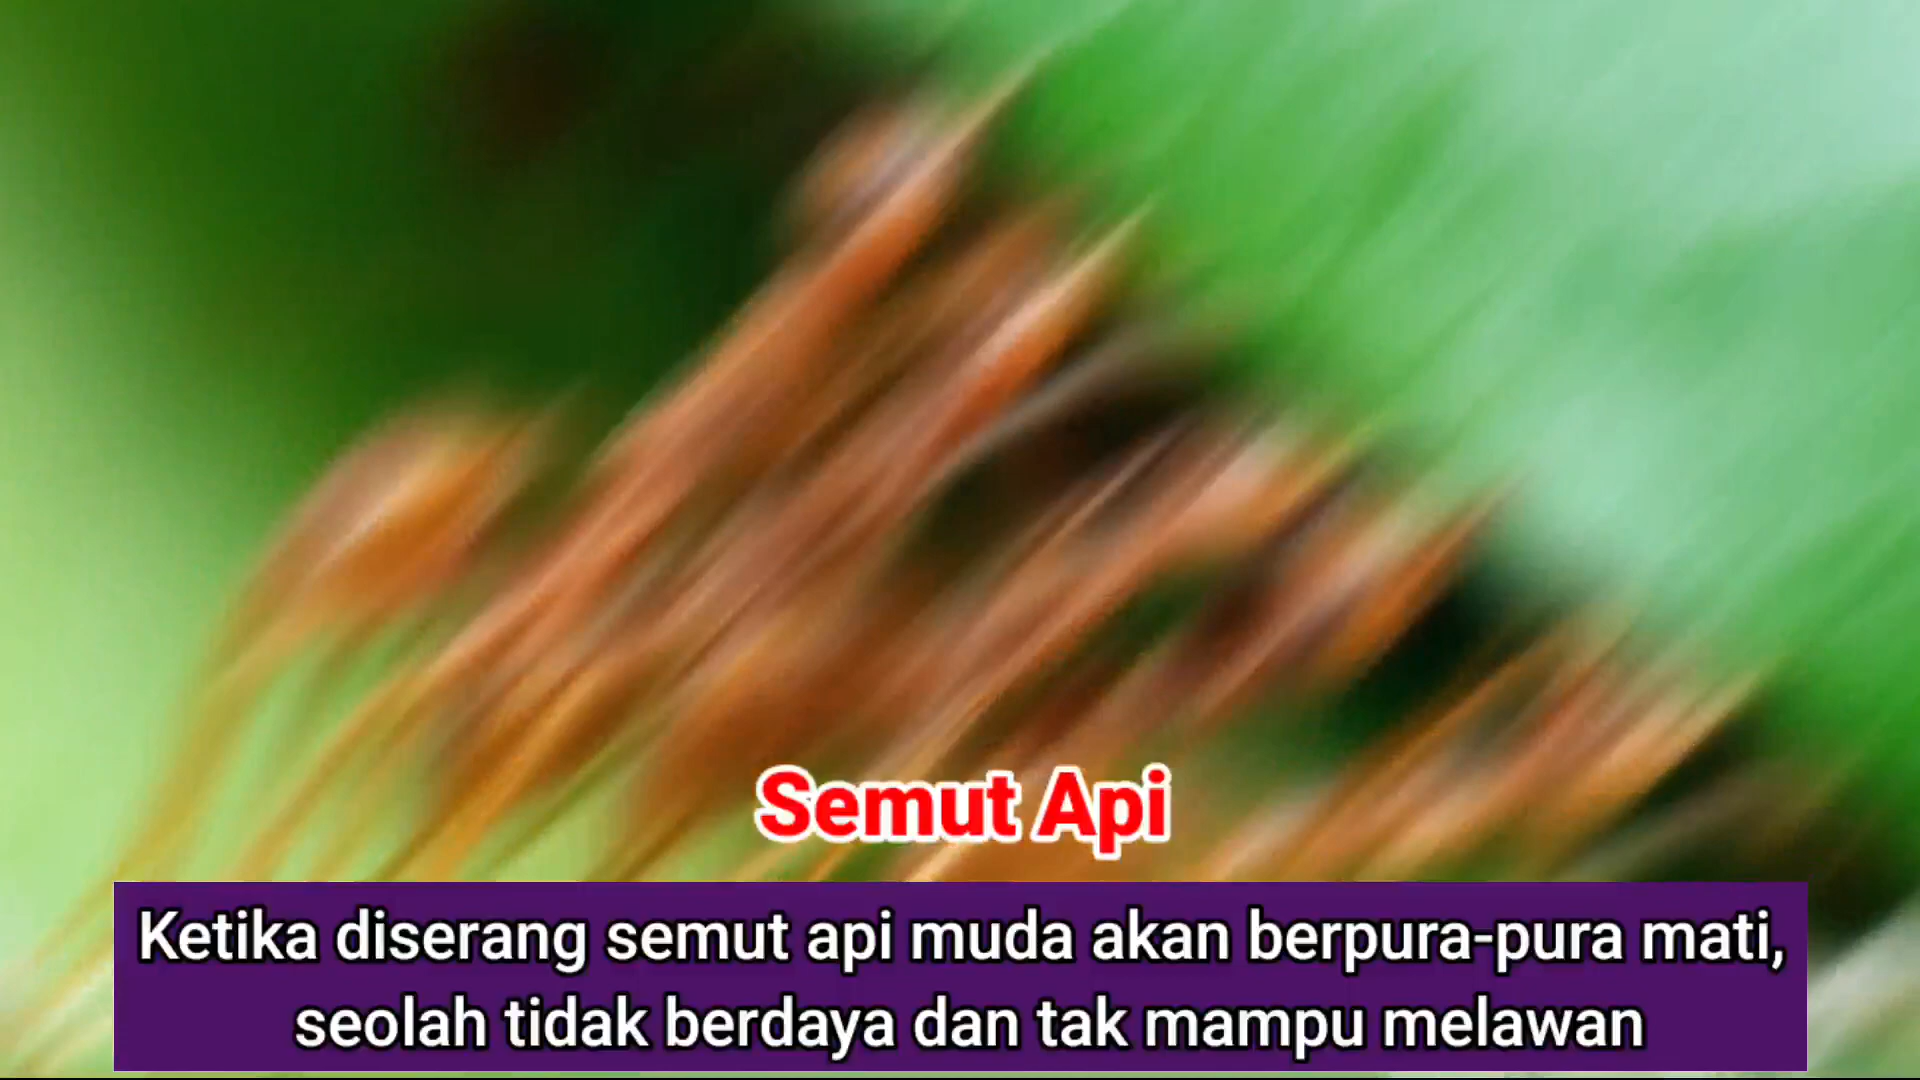 Semut Api
Ketika diserang semut api muda akan berpura-pura mati,
seolah tidak berdaya dan tak mampu melawan